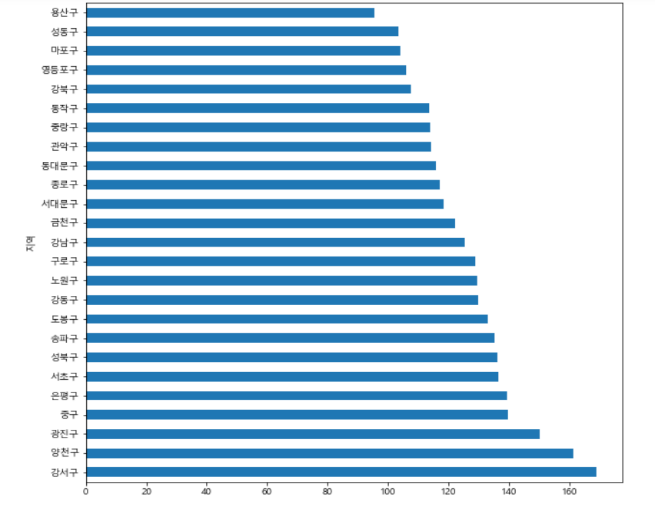 용산구
성동구
마포구
영등포구
강북구
동작구
중랑구
관악구
동대문구
종로구
서대문구
금천구
강남구
구로구
노원구
강동구
도봉구
송파구
성북구
서초구
은평구
중구
광진구
양천구
강서구
지역
0 20 40 60 80 100 120 140 160